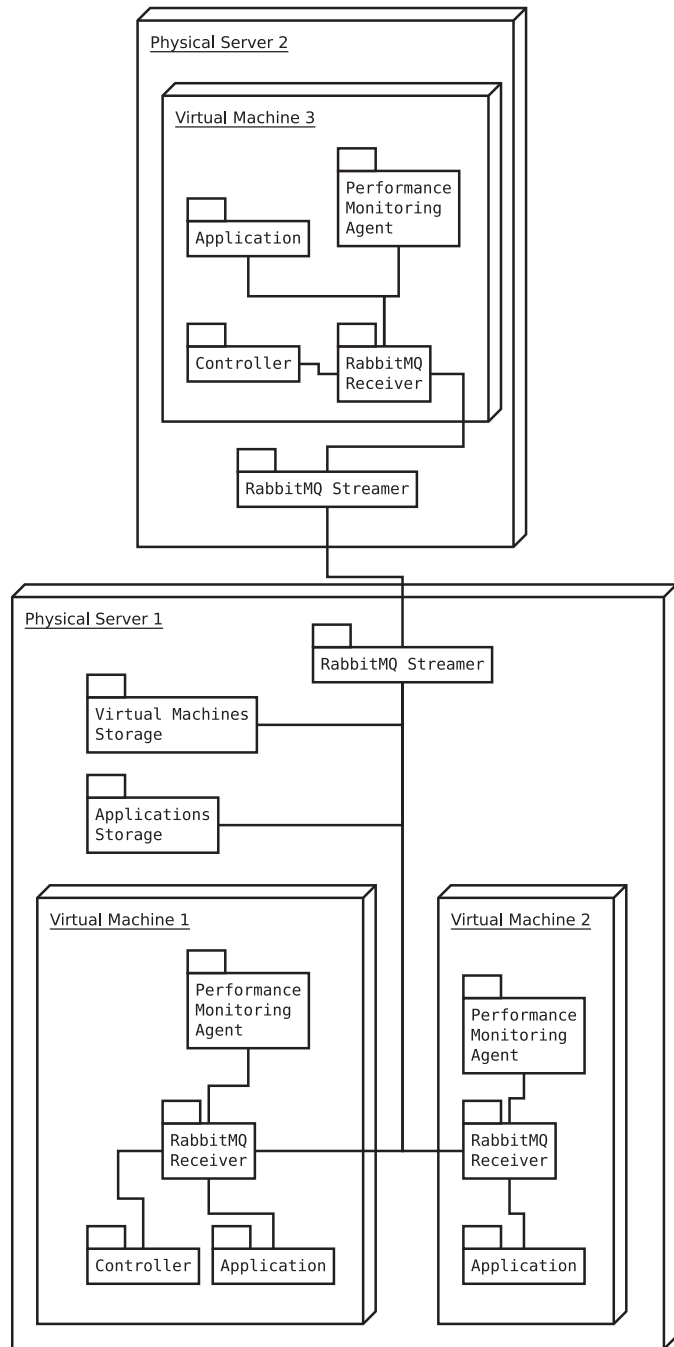 Physical Server 2
Virtual Machine 3
Performance
Monitoring
Agent
Application
Controller
RabbitMQ
Receiver
RabbitMQ Streamer
Physical Server 1
RabbitMQ Streamer
Virtual Machines
Storage
Applications
Storage
Virtual Machine 1
Performance
Monitoring
Agent
RabbitMQ
Receiver
Controller
Application
Virtual Machine 2
Performance
Monitoring
Agent
RabbitMQ
Receiver
Application